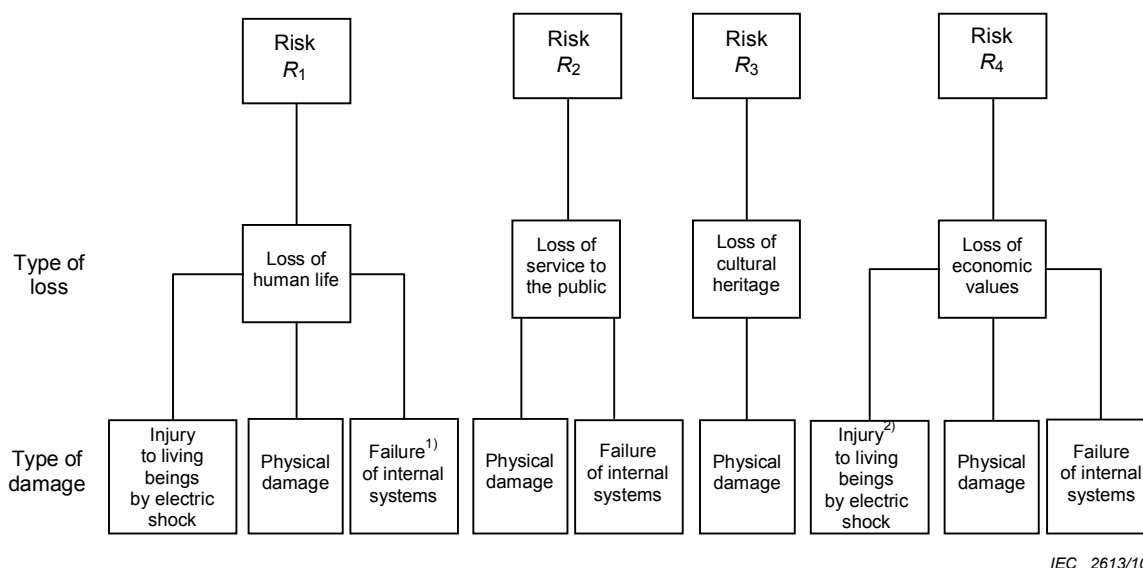 Risk
R1
Risk
R2
Risk
R3
Risk
R4
Type of
loss
Loss of
human life
Loss of
service to
the public
Loss of
cultural
heritage
Loss of
economic
values
Type of
damage
Injury
to living
beings
by electric
shock
Physical
damage
Failure1)
of internal
systems
Physical
damage
Failure
of internal
systems
Physical
damage
Injury2)
to living
beings
by electric
shock
Physical
damage
Failure
of internal
systems
IEC 2613/10